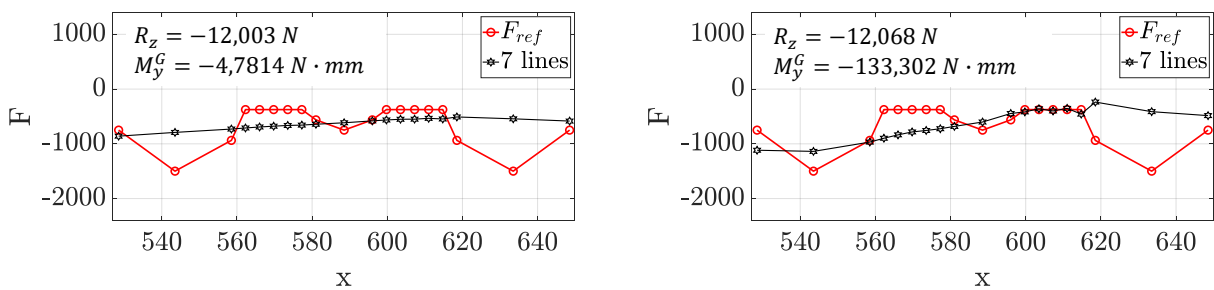 1000
0
-1000
-2000
F
R_z = −12,003 N
M_y^G = −4,7814 N · mm
F_ref
7 lines
540 560 580 600 620 640
x
1000
0
-1000
-2000
F
R_z = −12,068 N
M_y^G = −133,302 N · mm
F_ref
7 lines
540 560 580 600 620 640
x